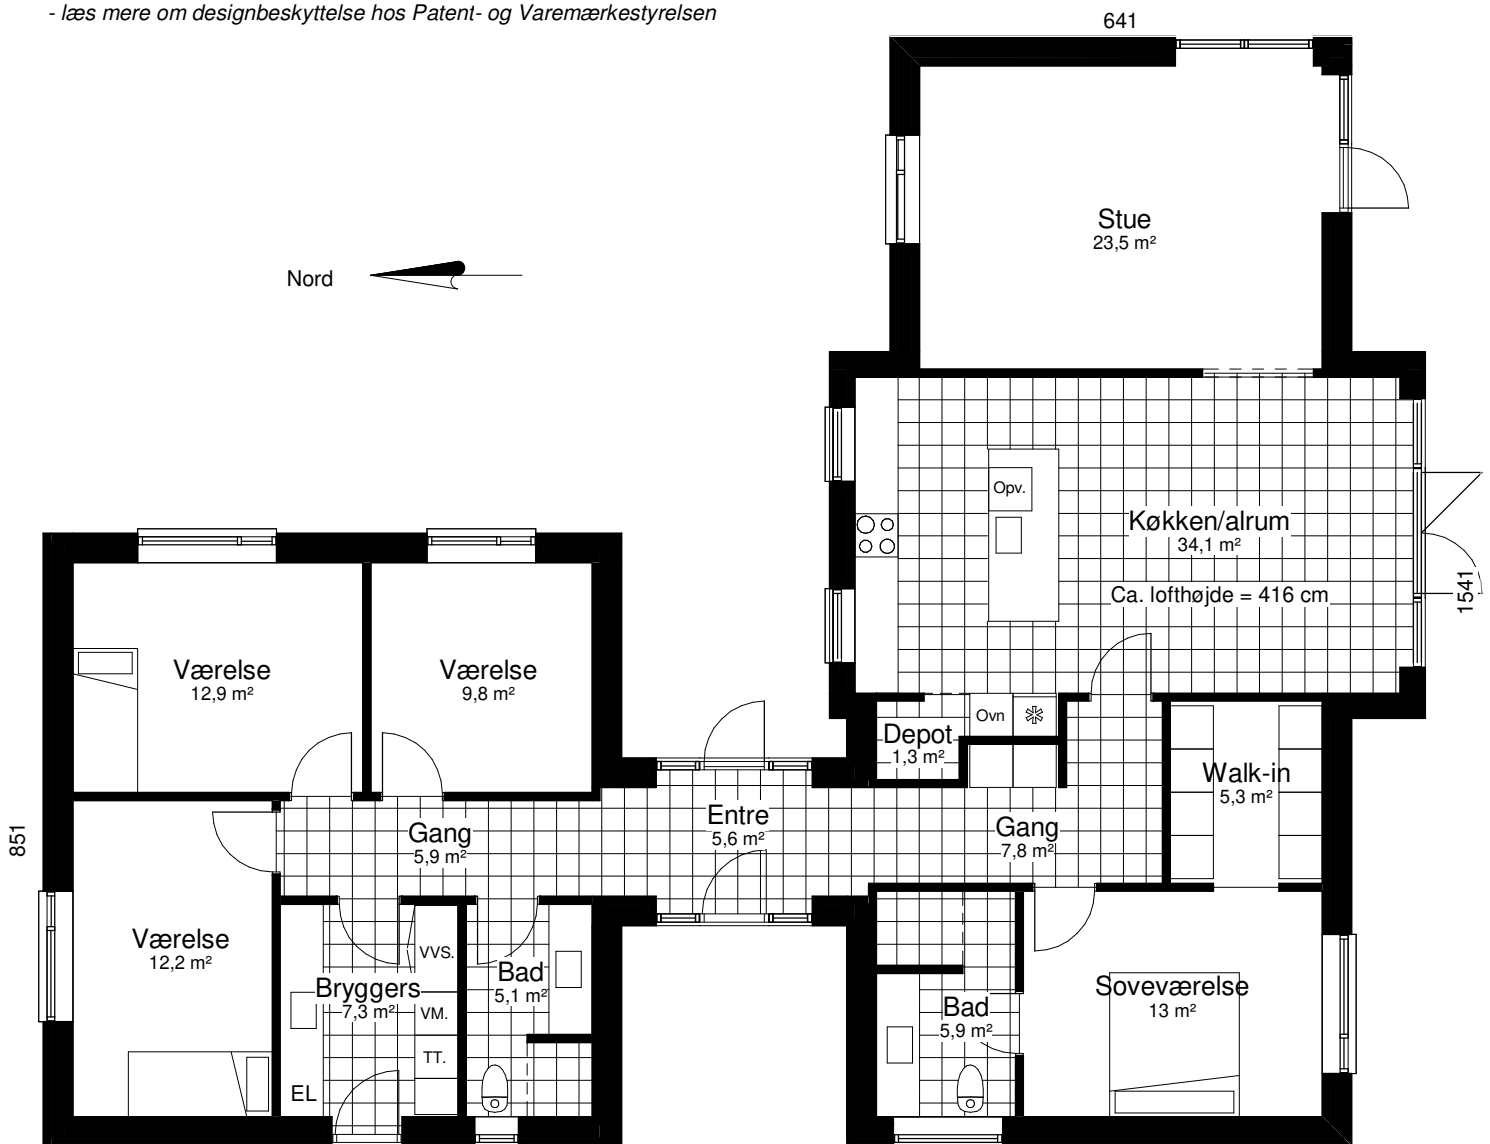 - læs mere om designbeskyttelse hos Patent- og Varemærkestyrelsen
641
Stue
23,5 m²
Nord
Opv.
Køkken/alrum
34,1 m²
Ca. lofthøjde = 416 cm
1541
Værelse
12,9 m²
Værelse
9,8 m²
Ovn
Depot
1,3 m²
Walk-in
5,3 m²
Entre
5,6 m²
Gang
5,9 m²
Gang
7,8 m²
851
Værelse
12,2 m²
VVS.
Bryggers
7,3 m²
VM.
TT.
EL
Bad
5,1 m²
Bad
5,9 m²
Soveværelse
13 m²